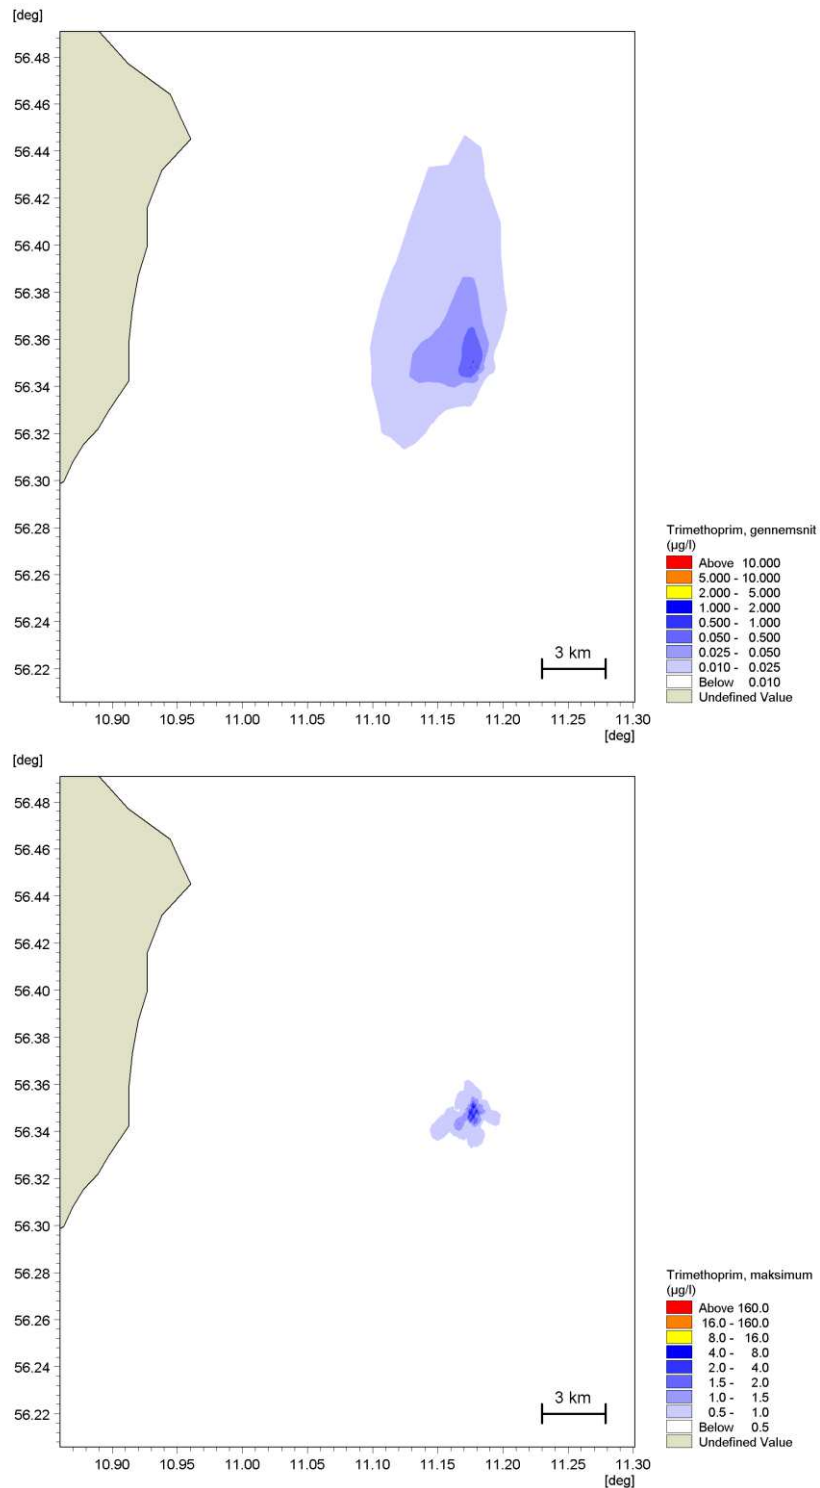 [deg]
56.48
56.46
56.44
56.42
56.40
56.38
56.36
56.34
56.32
56.30
56.28
56.26
56.24
56.22
3 km
10.90 10.95 11.00 11.05 11.10 11.15 11.20 11.25 11.30
[deg]
Trimethoprim, gennemsnit
(µg/l)
Above 10.000
5.000 - 10.000
2.000 - 5.000
1.000 - 2.000
0.500 - 1.000
0.050 - 0.500
0.025 - 0.050
0.010 - 0.025
Below 0.010
Undefined Value
[deg]
56.48
56.46
56.44
56.42
56.40
56.38
56.36
56.34
56.32
56.30
56.28
56.26
56.24
56.22
3 km
10.90 10.95 11.00 11.05 11.10 11.15 11.20 11.25 11.30
[deg]
Trimethoprim, maksimum
(µg/l)
Above 160.0
16.0 - 160.0
8.0 - 16.0
4.0 - 8.0
2.0 - 4.0
1.5 - 2.0
1.0 - 1.5
0.5 - 1.0
Below 0.5
Undefined Value